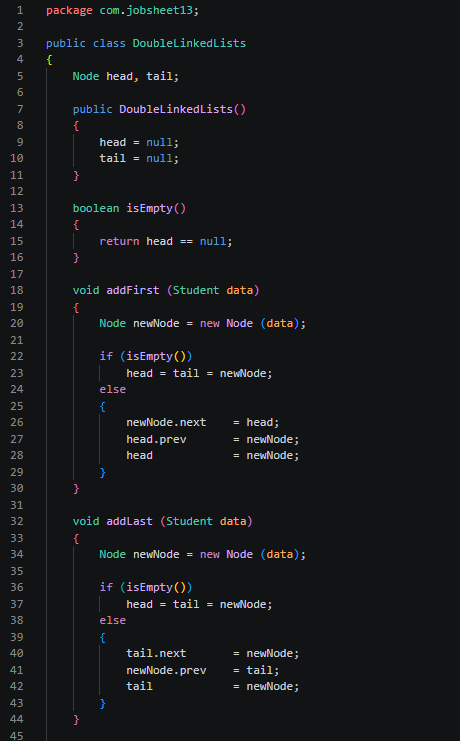 1 package com.jobsheet13;
2
3 public class DoubleLinkedLists
4 {
5     Node head, tail;
6
7     public DoubleLinkedLists()
8     {
9         head = null;
10         tail = null;
11     }
12
13     boolean isEmpty()
14     {
15         return head == null;
16     }
17
18     void addFirst (Student data)
19     {
20         Node newNode = new Node (data);
21
22         if (isEmpty())
23             head = tail = newNode;
24         else
25         {
26             newNode.next    = head;
27             head.prev       = newNode;
28             head            = newNode;
29         }
30     }
31
32     void addLast (Student data)
33     {
34         Node newNode = new Node (data);
35
36         if (isEmpty())
37             head = tail = newNode;
38         else
39         {
40             tail.next       = newNode;
41             newNode.prev    = tail;
42             tail            = newNode;
43         }
44     }
45